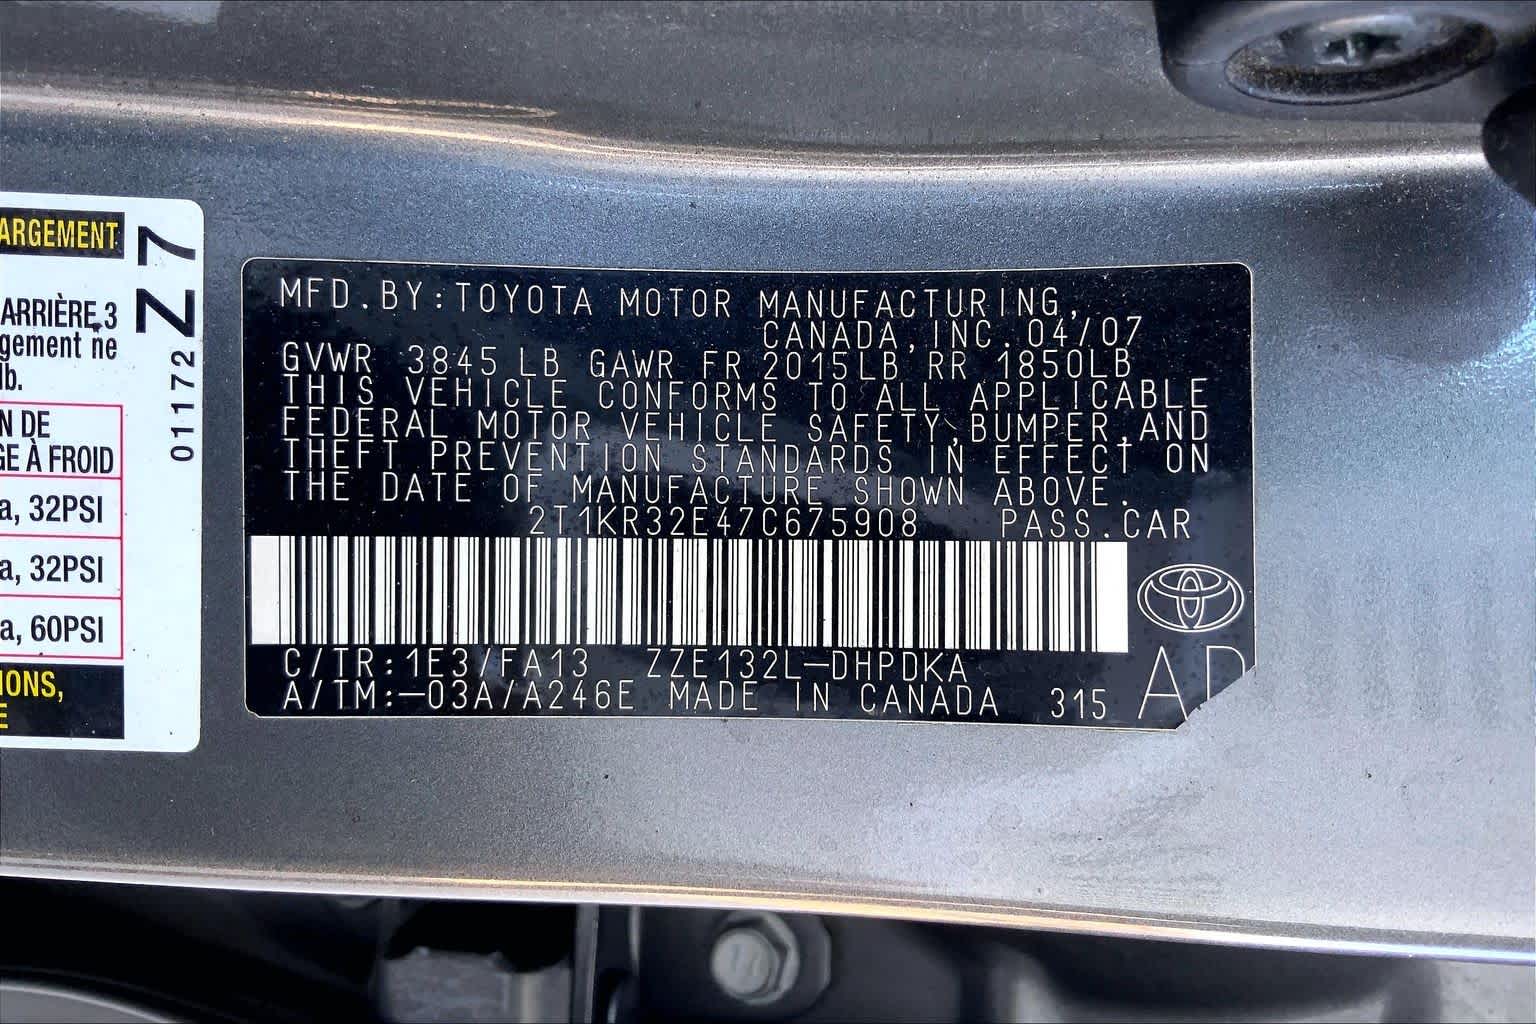 ARGEMENT
ARRIÈRE 3
gement ne
lb.
N DE
GE À FROID
a, 32PSI
a, 32PSI
a, 60PSI
IONS,
E
Z7
01172
MFD.BY:TOYOTA MOTOR MANUFACTURING,
CANADA,INC.04/07
GVWR 3845 LB GAWR FR 2015LB RR 1850LB
THIS VEHICLE CONFORMS TO ALL APPLICABLE
FEDERAL MOTOR VEHICLE SAFETY,BUMPER,AND
THEFT PREVENTION STANDARDS IN EFFECT ON
THE DATE OF MANUFACTURE SHOWN ABOVE.
2T1KR32E47C675908 PASS.CAR
C/TR:1E3/FA13 ZZE132L-DHPDKA
A/TM:-03A/A246E MADE IN CANADA 315